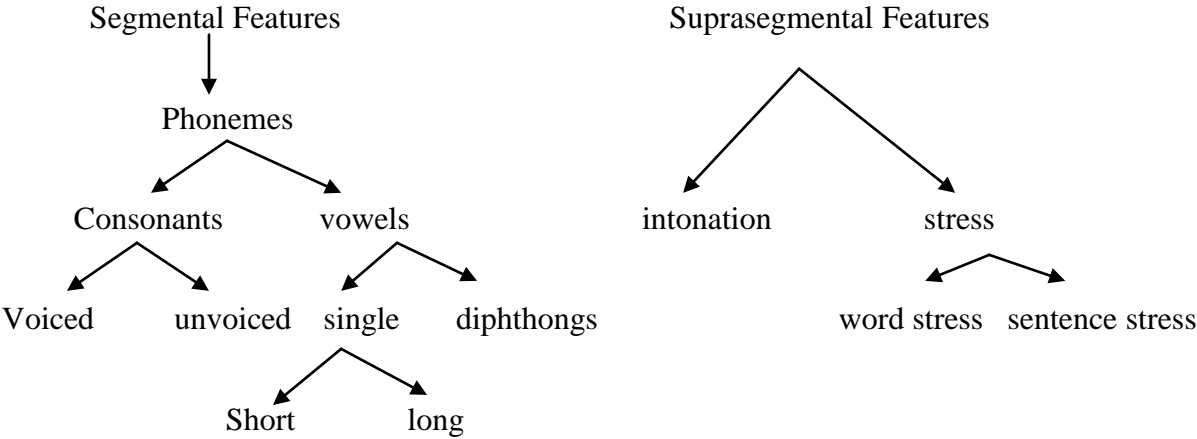 Segmental Features
Suprasegmental Features
Phonemes
Consonants vowels
intonation stress
Voiced unvoiced single diphthongs
word stress sentence stress
Short long